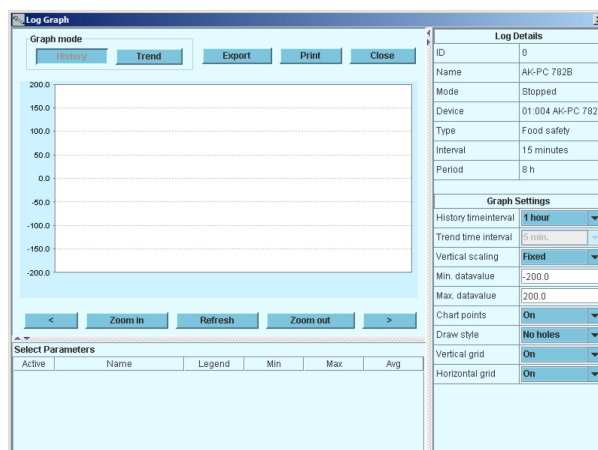 Log Graph
Graph mode
History Trend Export Print Close
200.0
150.0
100.0
50.0
0.0
-50.0
-100.0
-150.0
-200.0
< Zoom in Refresh Zoom out >
Select Parameters
Active Name Legend Min Max Avg
Log Details
ID 0
Name AK-PC 782B
Mode Stopped
Device 01:004 AK-PC 782
Type Food safety
Interval 15 minutes
Period 8 h
Graph Settings
History timeinterval 1 hour
Trend time interval 5 min.
Vertical scaling Fixed
Min. datavalue -200.0
Max. datavalue 200.0
Chart points On
Draw style No holes
Vertical grid On
Horizontal grid On